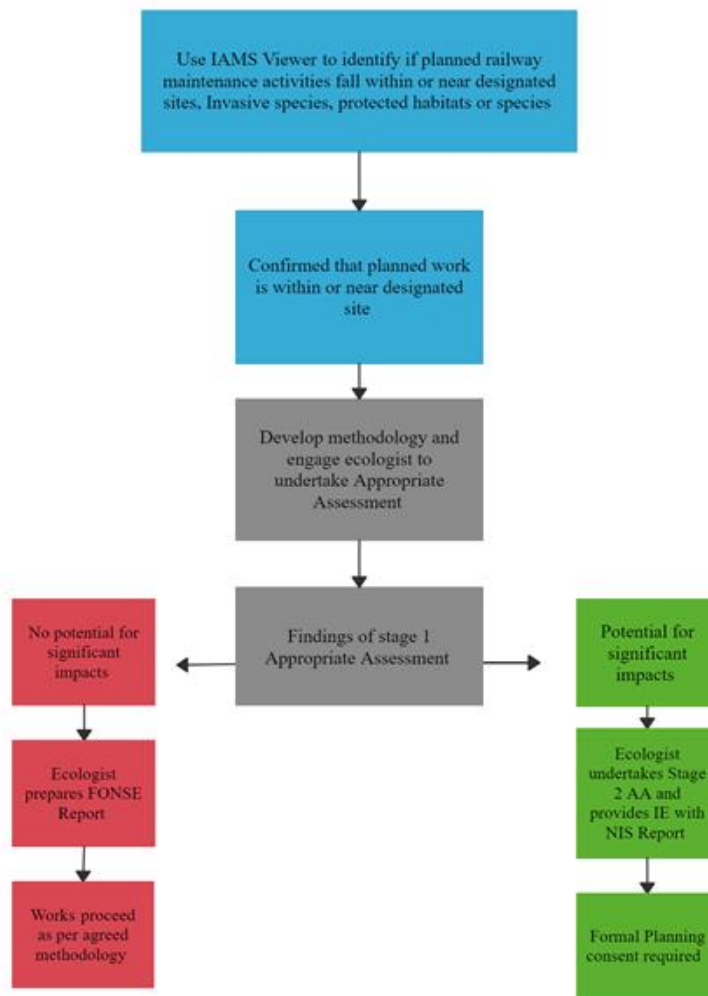 Use IAMS Viewer to identify if planned railway
maintenance activities fall within or near designated
sites, Invasive species, protected habitats or species
Confirmed that planned work
is within or near designated
site
Develop methodology and
engage ecologist to
undertake Appropriate
Assessment
Findings of stage 1
Appropriate Assessment
No potential for
significant
impacts
Ecologist
prepares FONSE
Report
Works proceed
as per agreed
methodology
Potential for
significant
impacts
Ecologist
undertakes Stage
2 AA and
provides IE with
NIS Report
Formal Planning
consent required